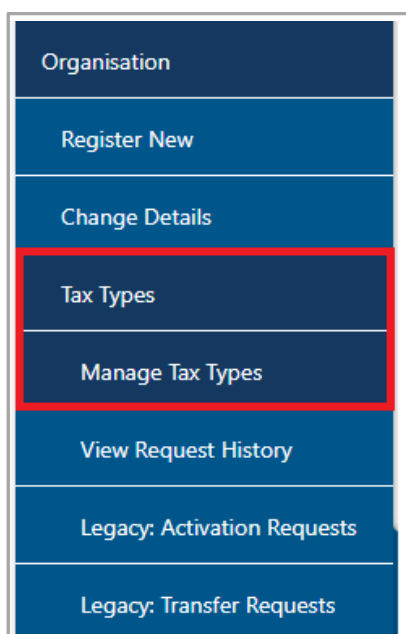 Organisation
Register New
Change Details
Tax Types
Manage Tax Types
View Request History
Legacy: Activation Requests
Legacy: Transfer Requests